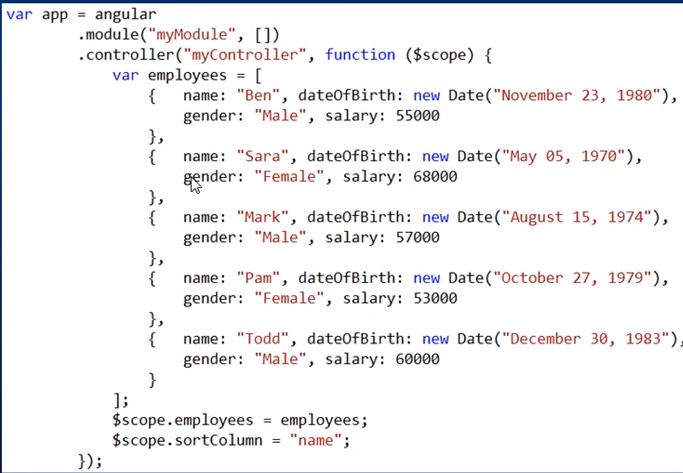 var app = angular
.module("myModule", [])
.controller("myController", function ($scope) {
var employees = [
{ name: "Ben", dateOfBirth: new Date("November 23, 1980"),
gender: "Male", salary: 55000
},
{ name: "Sara", dateOfBirth: new Date("May 05, 1970"),
gender: "Female", salary: 68000
},
{ name: "Mark", dateOfBirth: new Date("August 15, 1974"),
gender: "Male", salary: 57000
},
{ name: "Pam", dateOfBirth: new Date("October 27, 1979"),
gender: "Female", salary: 53000
},
{ name: "Todd", dateOfBirth: new Date("December 30, 1983"),
gender: "Male", salary: 60000
}
];
$scope.employees = employees;
$scope.sortColumn = "name";
});